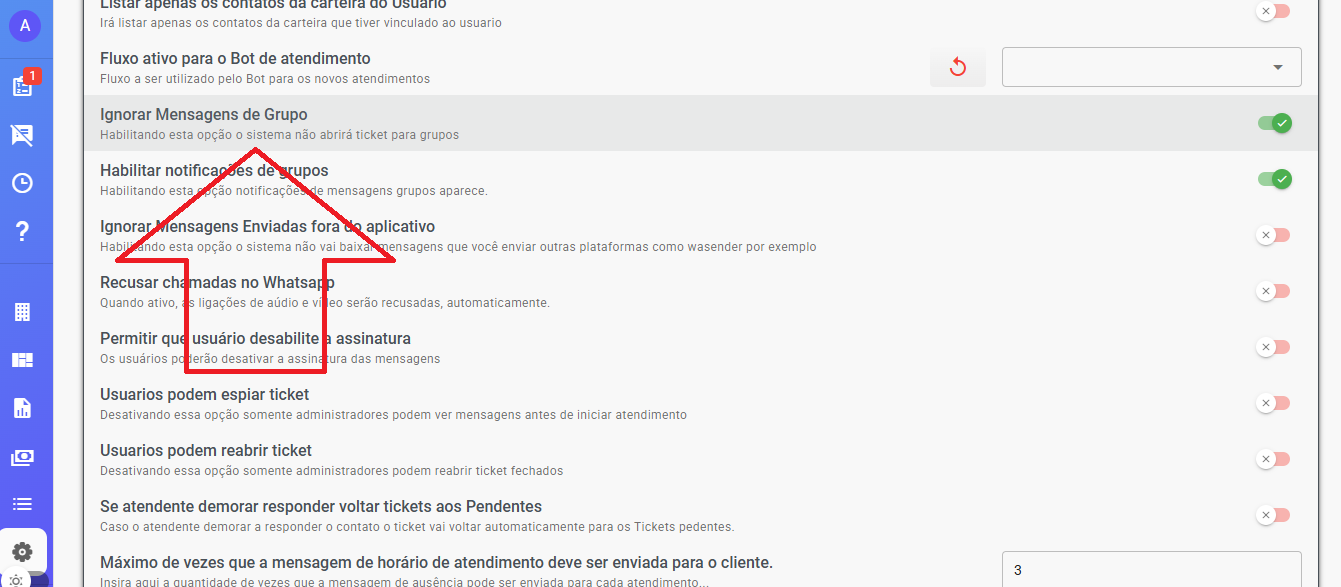 A
Listar apenas os contatos da carteira do Usuário
Irá listar apenas os contatos da carteira que tiver vinculado ao usuario
1
Fluxo ativo para o Bot de atendimento
Fluxo a ser utilizado pelo Bot para os novos atendimentos
Ignorar Mensagens de Grupo
Habilitando esta opção o sistema não abrirá ticket para grupos
Habilitar notificações de grupos
Habilitando esta opção notificações de mensagens grupos aparece.
Ignorar Mensagens Enviadas fora do aplicativo
Habilitando esta opção o sistema não vai baixar mensagens que você enviar outras plataformas como wasender por exemplo
Recusar chamadas no Whatsapp
Quando ativo, as ligações de aúdio e vídeo serão recusadas, automaticamente.
Permitir que usuário desabilite a assinatura
Os usuários poderão desativar a assinatura das mensagens
Usuarios podem espiar ticket
Desativando essa opção somente administradores podem ver mensagens antes de iniciar atendimento
Usuarios podem reabrir ticket
Desativando essa opção somente administradores podem reabrir ticket fechados
Se atendente demorar responder voltar tickets aos Pendentes
Caso o atendente demorar a responder o contato o ticket vai voltar automaticamente para os Tickets pedentes.
Máximo de vezes que a mensagem de horário de atendimento deve ser enviada para o cliente.
Insira aqui a quantidade de vezes que a mensagem de ausência pode ser enviada para cada atendimento...
3